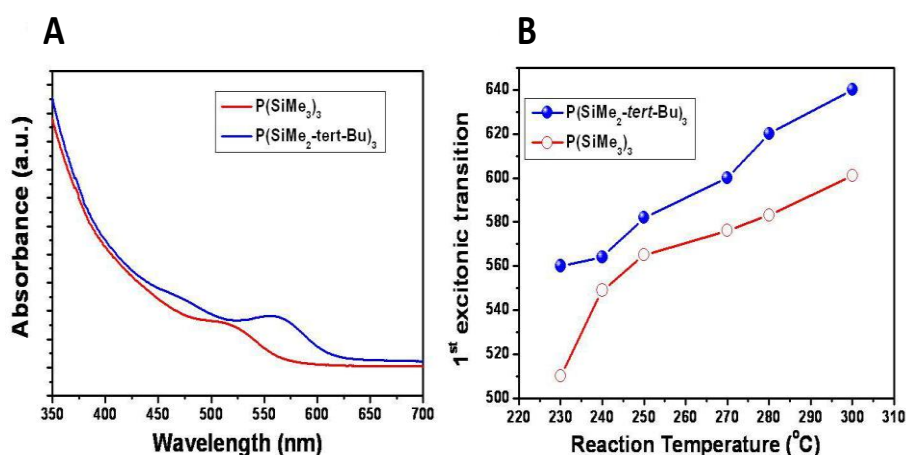 A
P(SiMe3)3
P(SiMe2-tert-Bu)3
Absorbance (a.u.)
350 400 450 500 550 600 650 700
Wavelength (nm)
B
P(SiMe2-tert-Bu)3
P(SiMe3)3
1st excitonic transition
640
620
600
580
560
540
520
500
220 230 240 250 260 270 280 290 300 310
Reaction Temperature (°C)